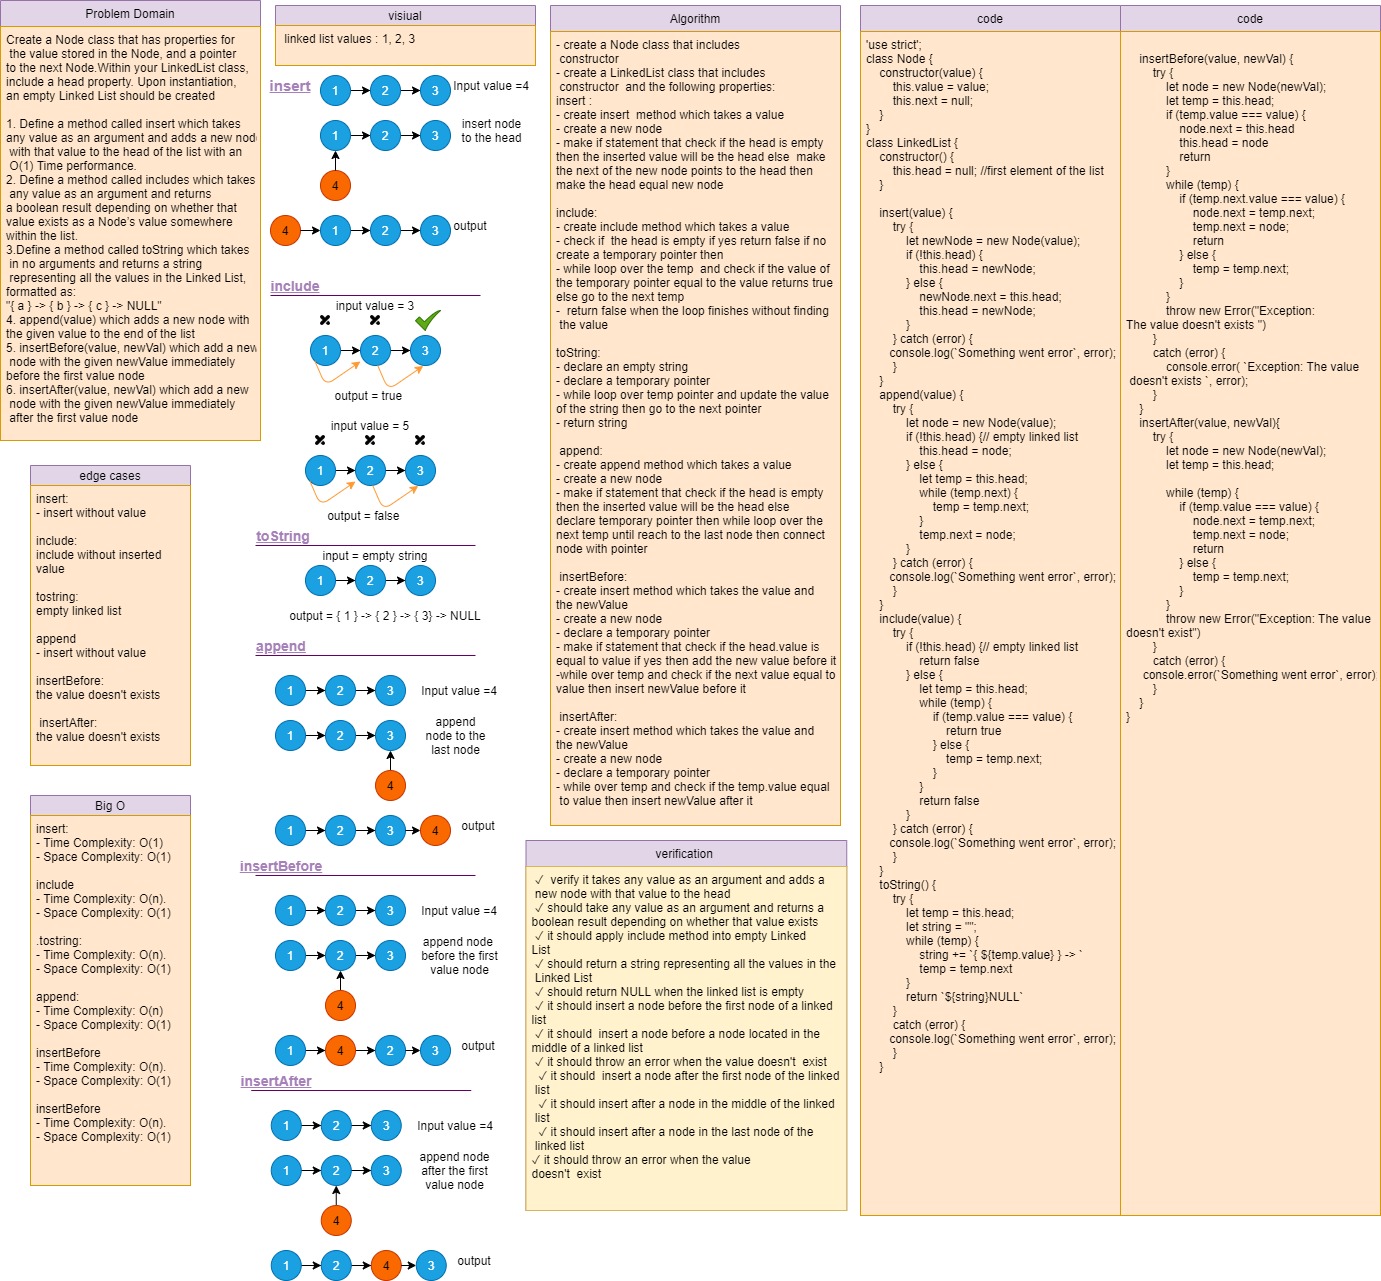 Problem Domain
Create a Node class that has properties for
the value stored in the Node, and a pointer
to the next Node.Within your LinkedList class,
include a head property. Upon instantiation,
an empty Linked List should be created
1. Define a method called insert which takes
any value as an argument and adds a new nod
with that value to the head of the list with an
O(1) Time performance.
2. Define a method called includes which takes
any value as an argument and returns
a boolean result depending on whether that
value exists as a Node's value somewhere
within the list.
3.Define a method called toString which takes
in no arguments and returns a string
representing all the values in the Linked List,
formatted as:
"{ a } -> { b } -> { c } -> NULL"
4. append(value) which adds a new node with
the given value to the end of the list
5. insertBefore(value, newVal) which add a new
node with the given newValue immediately
before the first value node
6. insertAfter(value, newVal) which add a new
node with the given newValue immediately
after the first value node
edge cases
insert:
- insert without value
include:
include without inserted
value
tostring:
empty linked list
append
- insert without value
insertBefore:
the value doesn't exists
insertAfter:
the value doesn't exists
Big O
insert:
- Time Complexity: O(1)
- Space Complexity: O(1)
include
- Time Complexity: O(n).
- Space Complexity: O(1)
.tostring:
- Time Complexity: O(n).
- Space Complexity: O(1)
append:
- Time Complexity: O(n)
- Space Complexity: O(1)
insertBefore
- Time Complexity: O(n).
- Space Complexity: O(1)
insertBefore
- Time Complexity: O(n).
- Space Complexity: O(1)
visiual
linked list values : 1, 2, 3
insert
1 2 3 Input value =4
1 2 3
insert node
to the head
4
4 1 2 3 output
include
input value = 3
1 2 3
output = true
input value = 5
1 2 3
output = false
toString
input = empty string
1 2 3
output = { 1 } -> { 2 } -> { 3} -> NULL
append
1 2 3 Input value =4
1 2 3
append
node to the
last node
4
1 2 3 4 output
insertBefore
1 2 3 Input value =4
1 2 3
append node
before the first
value node
4
1 4 2 3 output
insertAfter
1 2 3 Input value =4
1 2 3
append node
after the first
value node
4
1 2 4 3 output
Algorithm
- create a Node class that includes
constructor
- create a LinkedList class that includes
constructor  and the following properties:
insert :
- create insert  method which takes a value
- create a new node
- make if statement that check if the head is empty
then the inserted value will be the head else  make
the next of the new node points to the head then
make the head equal new node
include:
- create include method which takes a value
- check if  the head is empty if yes return false if no
create a temporary pointer then
- while loop over the temp  and check if the value of
the temporary pointer equal to the value returns true
else go to the next temp
-  return false when the loop finishes without finding
the value
toString:
- declare an empty string
- declare a temporary pointer
- while loop over temp pointer and update the value
of the string then go to the next pointer
- return string
append:
- create append method which takes a value
- create a new node
- make if statement that check if the head is empty
then the inserted value will be the head else
declare temporary pointer then while loop over the
next temp until reach to the last node then connect
node with pointer
insertBefore:
- create insert method which takes the value and
the newValue
- create a new node
- declare a temporary pointer
- make if statement that check if the head.value is
equal to value if yes then add the new value before it
-while over temp and check if the next value equal to
value then insert newValue before it
insertAfter:
- create insert method which takes the value and
the newValue
- create a new node
- declare a temporary pointer
- while over temp and check if the temp.value equal
to value then insert newValue after it
verification
✓ verify it takes any value as an argument and adds a
new node with that value to the head
✓ should take any value as an argument and returns a
boolean result depending on whether that value exists
✓ it should apply include method into empty Linked
List
✓ should return a string representing all the values in the
Linked List
✓ should return NULL when the linked list is empty
✓ it should insert a node before the first node of a linked
list
✓ it should  insert a node before a node located in the
middle of a linked list
✓ it should throw an error when the value doesn't  exist
✓ it should  insert a node after the first node of the linked
list
✓ it should insert after a node in the middle of the linked
list
✓ it should insert after a node in the last node of the
linked list
✓ it should throw an error when the value
doesn't  exist
code
'use strict';
class Node {
constructor(value) {
this.value = value;
this.next = null;
}
}
class LinkedList {
constructor() {
this.head = null; //first element of the list
}
insert(value) {
try {
let newNode = new Node(value);
if (!this.head) {
this.head = newNode;
} else {
newNode.next = this.head;
this.head = newNode;
}
} catch (error) {
console.log(`Something went error`, error);
}
}
append(value) {
try {
let node = new Node(value);
if (!this.head) {// empty linked list
this.head = node;
} else {
let temp = this.head;
while (temp.next) {
temp = temp.next;
}
temp.next = node;
}
} catch (error) {
console.log(`Something went error`, error);
}
}
include(value) {
try {
if (!this.head) {// empty linked list
return false
} else {
let temp = this.head;
while (temp) {
if (temp.value === value) {
return true
} else {
temp = temp.next;
}
}
return false
}
} catch (error) {
console.log(`Something went error`, error);
}
}
toString() {
try {
let temp = this.head;
let string = "";
while (temp) {
string += `{ ${temp.value} } -> `
temp = temp.next
}
return `${string}NULL`
}
catch (error) {
console.log(`Something went error`, error);
}
}
code
insertBefore(value, newVal) {
try {
let node = new Node(newVal);
let temp = this.head;
if (temp.value === value) {
node.next = this.head
this.head = node
return
}
while (temp) {
if (temp.next.value === value) {
node.next = temp.next;
temp.next = node;
return
} else {
temp = temp.next;
}
}
throw new Error("Exception:
The value doesn't exists ")
}
catch (error) {
console.error( `Exception: The value
doesn't exists `, error);
}
}
insertAfter(value, newVal){
try {
let node = new Node(newVal);
let temp = this.head;
while (temp) {
if (temp.value === value) {
node.next = temp.next;
temp.next = node;
return
} else {
temp = temp.next;
}
}
throw new Error("Exception: The value
doesn't exist")
}
catch (error) {
console.error(`Something went error`, error)
}
}
}